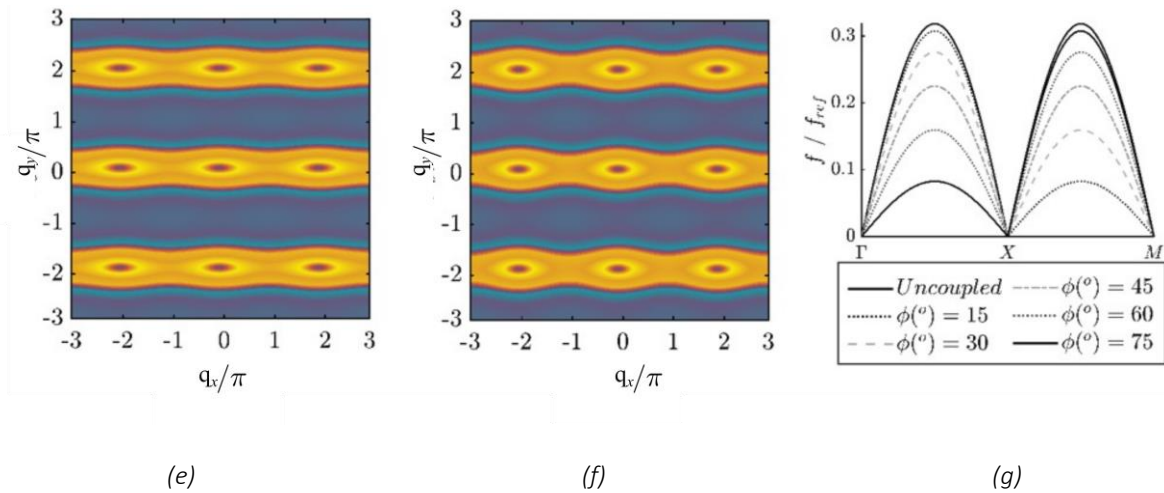 3
2
1
0
-1
-2
-3
q_y/π
-3 -2 -1 0 1 2 3
q_x/π
3
2
1
0
-1
-2
-3
q_y/π
-3 -2 -1 0 1 2 3
q_x/π
0.3
0.2
0.1
0
f / f_ref
Γ X M
Uncoupled
ϕ(°) = 15
ϕ(°) = 30
ϕ(°) = 45
ϕ(°) = 60
ϕ(°) = 75
(e) (f) (g)